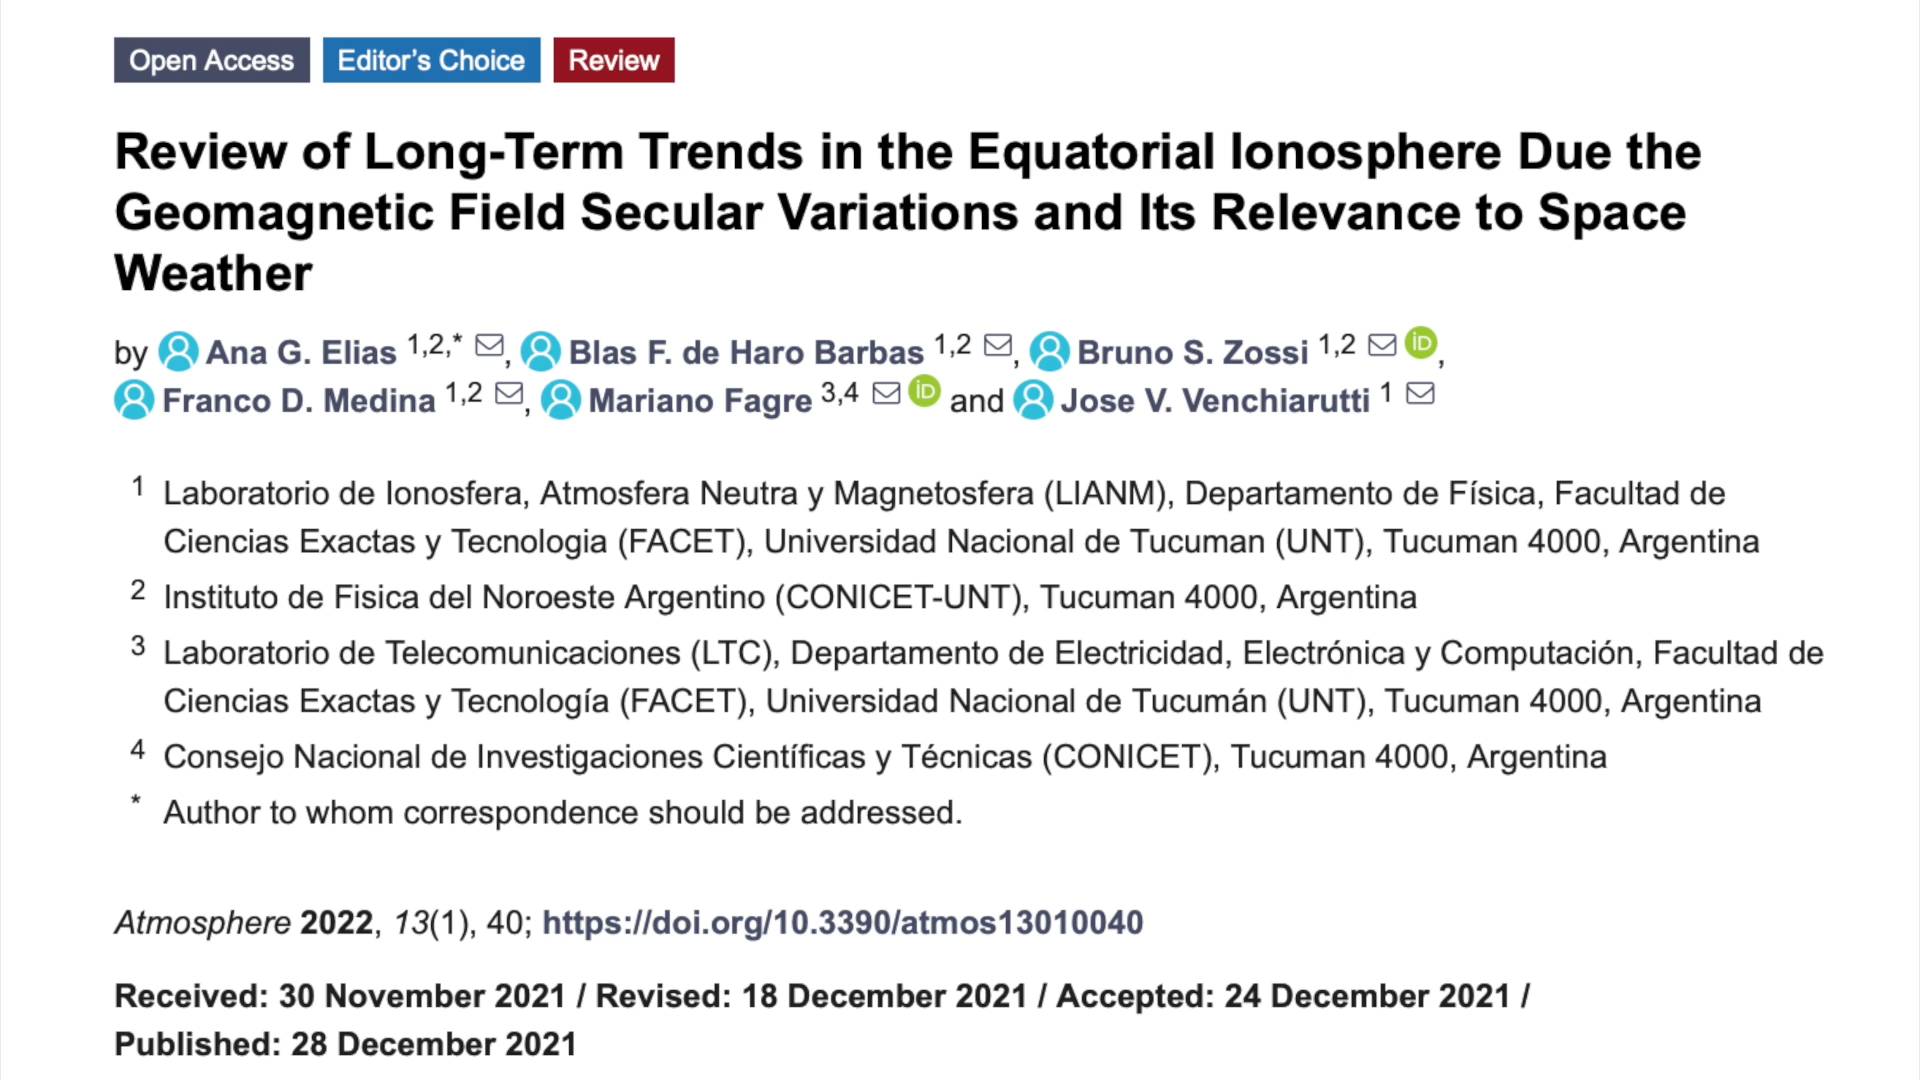 Open Access Editor's Choice Review
Review of Long-Term Trends in the Equatorial Ionosphere Due the
Geomagnetic Field Secular Variations and Its Relevance to Space
Weather
by Ana G. Elias 1,2,* , Blas F. de Haro Barbas 1,2 , Bruno S. Zossi 1,2 iD ,
Franco D. Medina 1,2 , Mariano Fagre 3,4 iD and Jose V. Venchiarutti 1
1 Laboratorio de Ionosfera, Atmosfera Neutra y Magnetosfera (LIANM), Departamento de Física, Facultad de
Ciencias Exactas y Tecnologia (FACET), Universidad Nacional de Tucuman (UNT), Tucuman 4000, Argentina
2 Instituto de Fisica del Noroeste Argentino (CONICET-UNT), Tucuman 4000, Argentina
3 Laboratorio de Telecomunicaciones (LTC), Departamento de Electricidad, Electrónica y Computación, Facultad de
Ciencias Exactas y Tecnología (FACET), Universidad Nacional de Tucumán (UNT), Tucuman 4000, Argentina
4 Consejo Nacional de Investigaciones Científicas y Técnicas (CONICET), Tucuman 4000, Argentina
* Author to whom correspondence should be addressed.
Atmosphere 2022, 13(1), 40; https://doi.org/10.3390/atmos13010040
Received: 30 November 2021 / Revised: 18 December 2021 / Accepted: 24 December 2021 /
Published: 28 December 2021